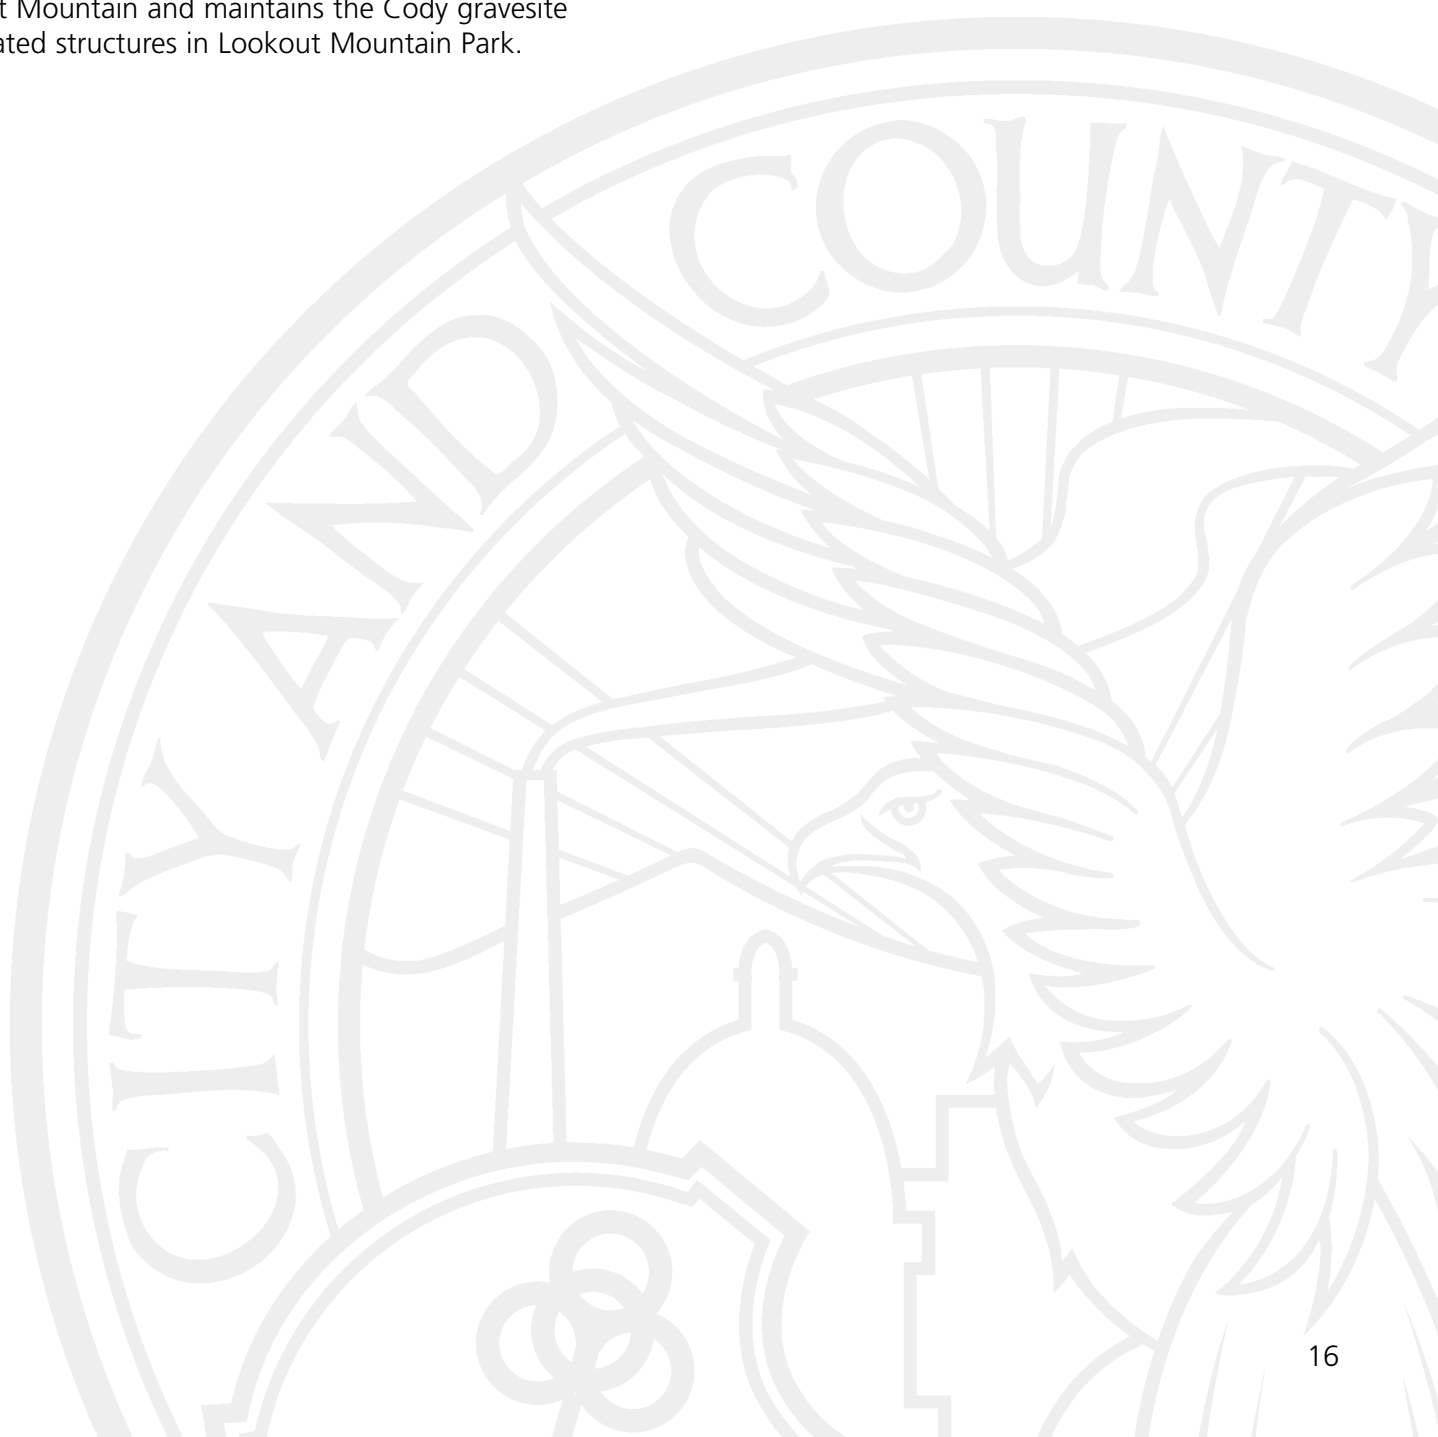 t Mountain and maintains the Cody gravesite
ated structures in Lookout Mountain Park.
CITY AND COUNTY
16